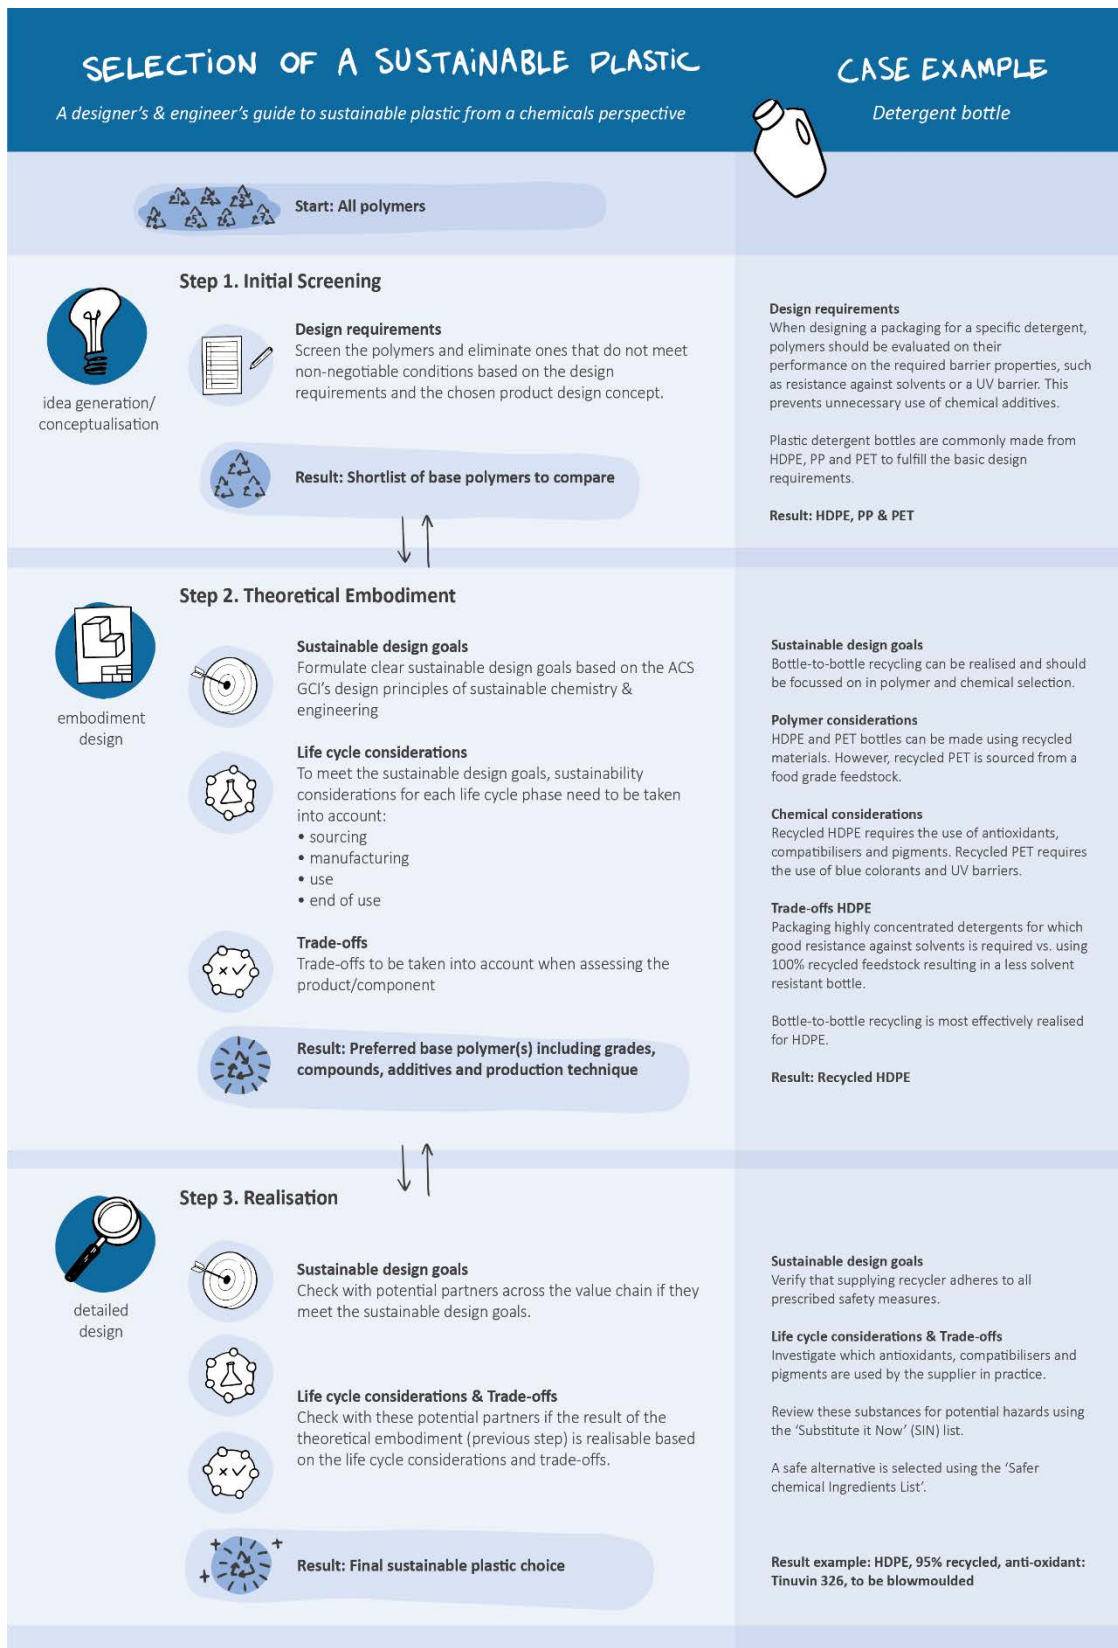 SELECTiON OF A SUSTAiNABLE PLASTiC
A designer's & engineer's guide to sustainable plastic from a chemicals perspective
CASE EXAMPLE
Detergent bottle
Start: All polymers
Step 1. Initial Screening
idea generation/
conceptualisation
Design requirements
Screen the polymers and eliminate ones that do not meet
non-negotiable conditions based on the design
requirements and the chosen product design concept.
Result: Shortlist of base polymers to compare
Design requirements
When designing a packaging for a specific detergent,
polymers should be evaluated on their
performance on the required barrier properties, such
as resistance against solvents or a UV barrier. This
prevents unnecessary use of chemical additives.
Plastic detergent bottles are commonly made from
HDPE, PP and PET to fulfill the basic design
requirements.
Result: HDPE, PP & PET
Step 2. Theoretical Embodiment
embodiment
design
Sustainable design goals
Formulate clear sustainable design goals based on the ACS
GCI's design principles of sustainable chemistry &
engineering
Life cycle considerations
To meet the sustainable design goals, sustainability
considerations for each life cycle phase need to be taken
into account:
• sourcing
• manufacturing
• use
• end of use
Trade-offs
Trade-offs to be taken into account when assessing the
product/component
Result: Preferred base polymer(s) including grades,
compounds, additives and production technique
Sustainable design goals
Bottle-to-bottle recycling can be realised and should
be focussed on in polymer and chemical selection.
Polymer considerations
HDPE and PET bottles can be made using recycled
materials. However, recycled PET is sourced from a
food grade feedstock.
Chemical considerations
Recycled HDPE requires the use of antioxidants,
compatibilisers and pigments. Recycled PET requires
the use of blue colorants and UV barriers.
Trade-offs HDPE
Packaging highly concentrated detergents for which
good resistance against solvents is required vs. using
100% recycled feedstock resulting in a less solvent
resistant bottle.
Bottle-to-bottle recycling is most effectively realised
for HDPE.
Result: Recycled HDPE
Step 3. Realisation
detailed
design
Sustainable design goals
Check with potential partners across the value chain if they
meet the sustainable design goals.
Life cycle considerations & Trade-offs
Check with these potential partners if the result of the
theoretical embodiment (previous step) is realisable based
on the life cycle considerations and trade-offs.
Result: Final sustainable plastic choice
Sustainable design goals
Verify that supplying recycler adheres to all
prescribed safety measures.
Life cycle considerations & Trade-offs
Investigate which antioxidants, compatibilisers and
pigments are used by the supplier in practice.
Review these substances for potential hazards using
the 'Substitute it Now' (SIN) list.
A safe alternative is selected using the 'Safer
chemical Ingredients List'.
Result example: HDPE, 95% recycled, anti-oxidant:
Tinuvin 326, to be blowmoulded